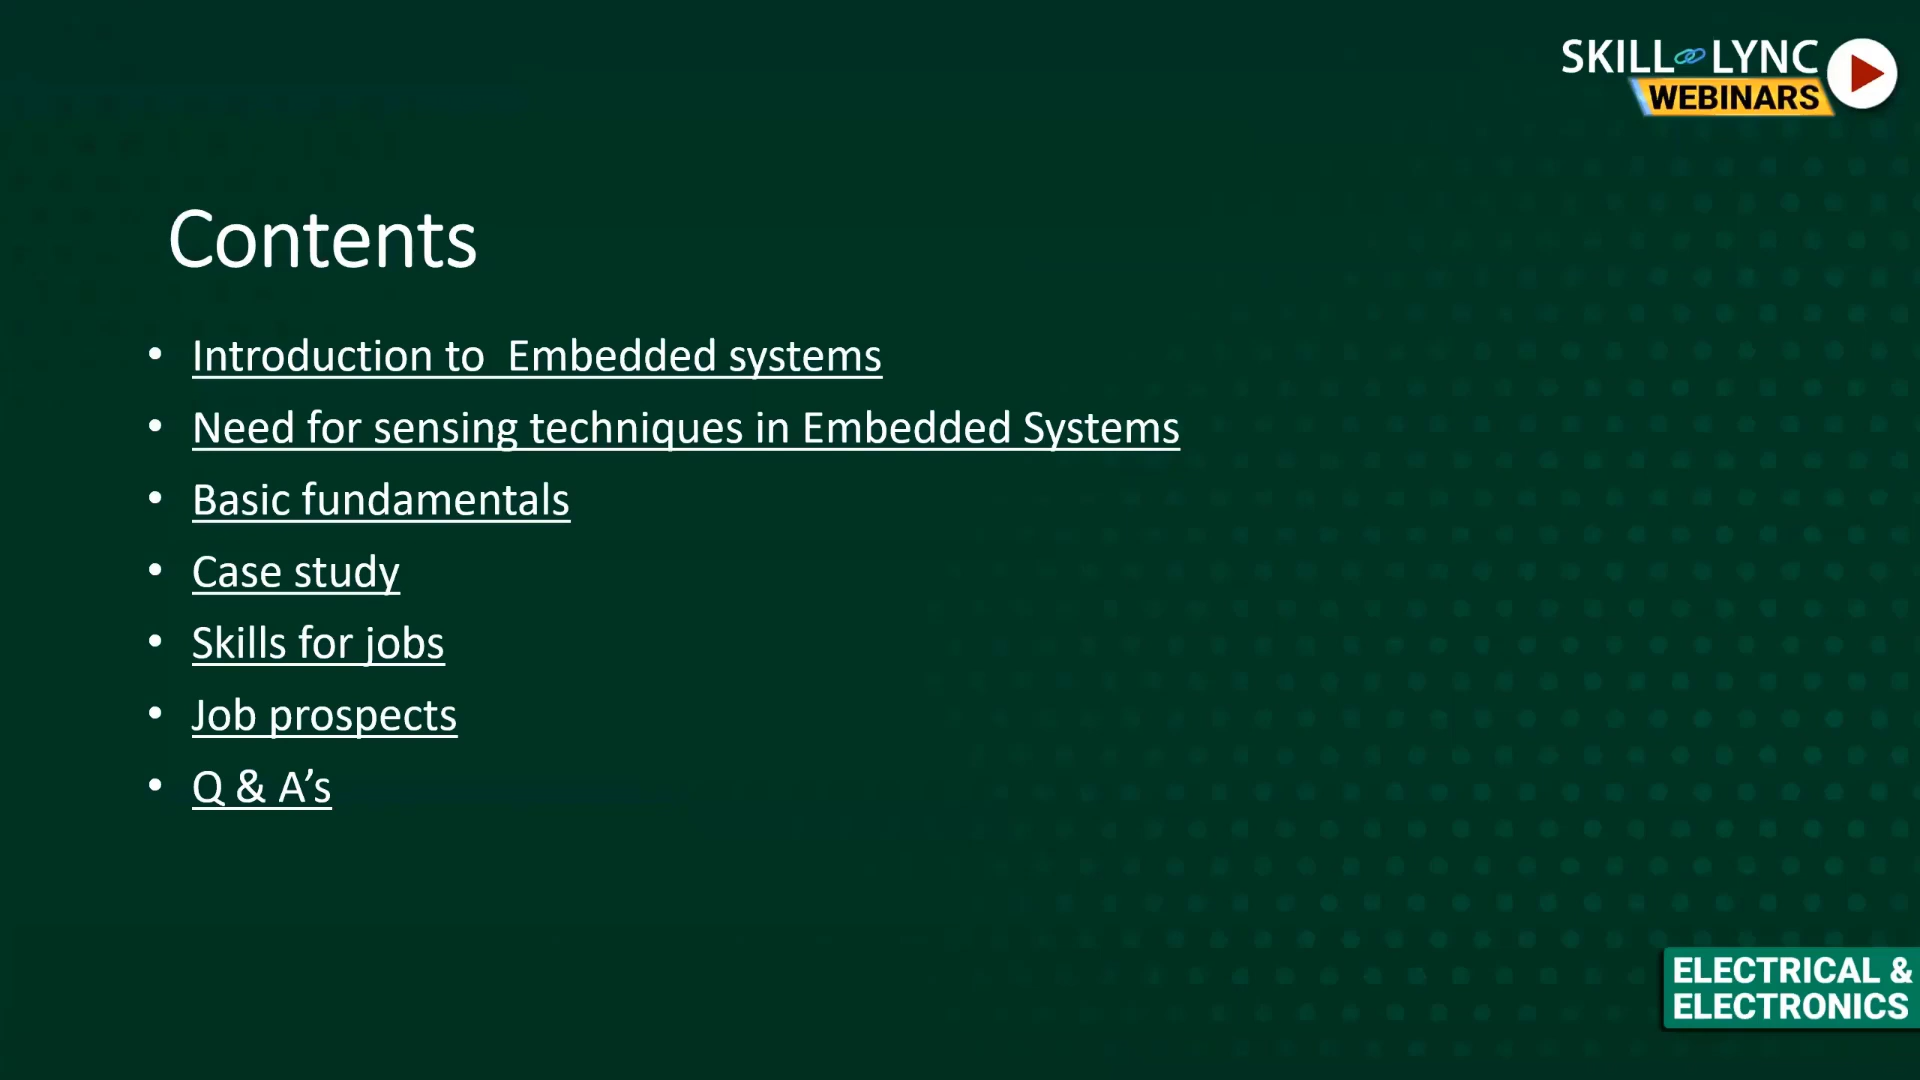 SKILL LYNC
WEBINARS
Contents
• Introduction to  Embedded systems
• Need for sensing techniques in Embedded Systems
• Basic fundamentals
• Case study
• Skills for jobs
• Job prospects
• Q & A’s
ELECTRICAL &
ELECTRONICS